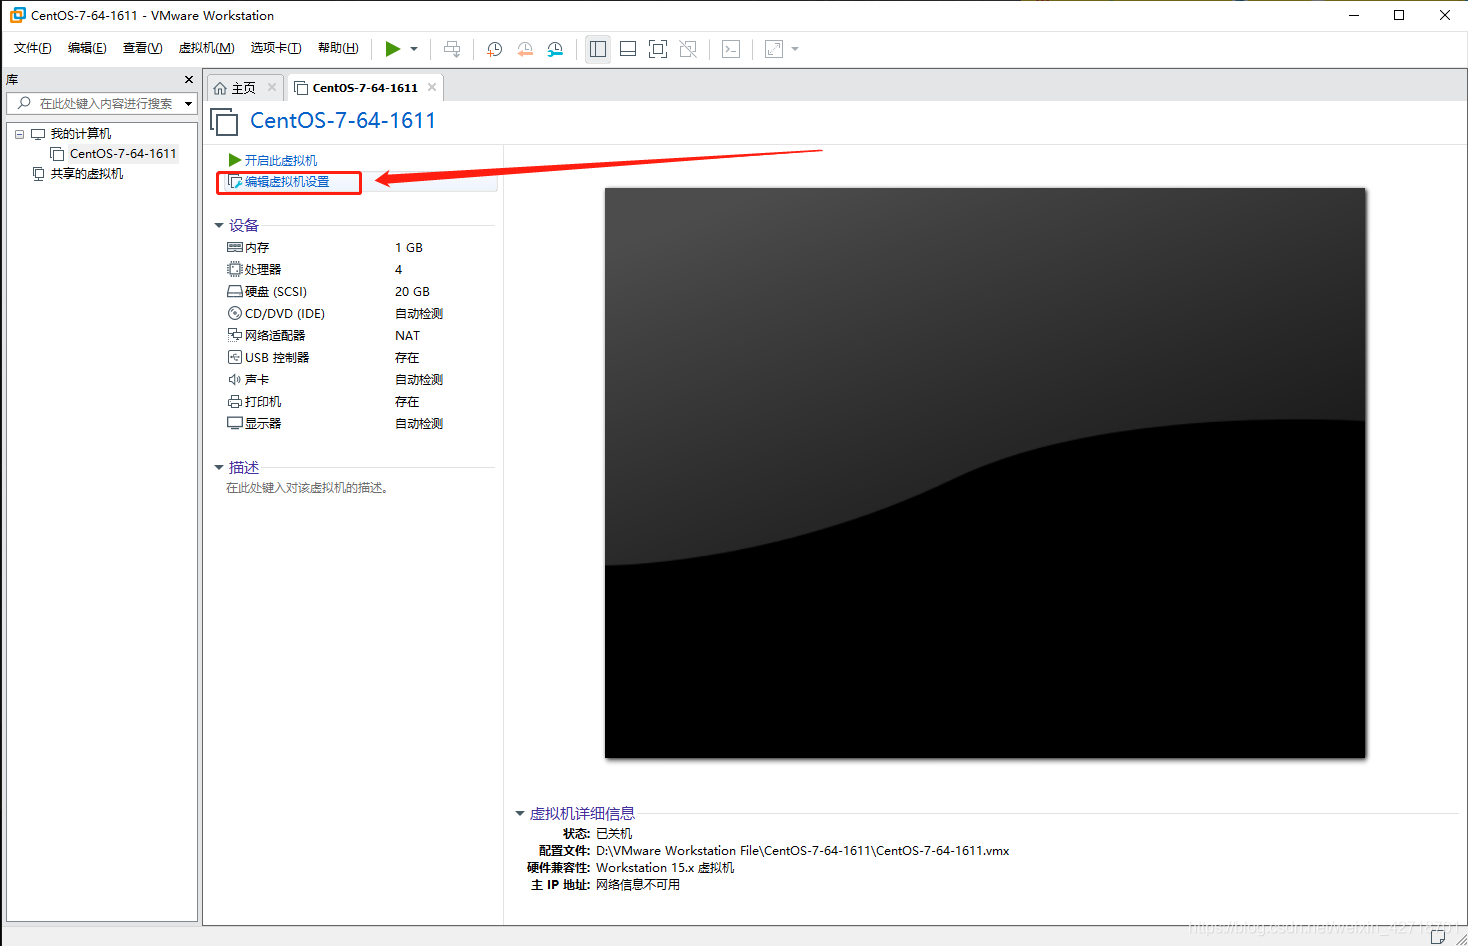 CentOS-7-64-1611 - VMware Workstation
文件(F) 编辑(E) 查看(V) 虚拟机(M) 选项卡(T) 帮助(H)
库
在此处键入内容进行搜索
我的计算机
CentOS-7-64-1611
共享的虚拟机
主页
CentOS-7-64-1611
CentOS-7-64-1611
开启此虚拟机
编辑虚拟机设置
设备
内存 1 GB
处理器 4
硬盘 (SCSI) 20 GB
CD/DVD (IDE) 自动检测
网络适配器 NAT
USB 控制器 存在
声卡 自动检测
打印机 存在
显示器 自动检测
描述
在此处键入对该虚拟机的描述。
虚拟机详细信息
状态: 已关机
配置文件: D:\VMware Workstation File\CentOS-7-64-1611\CentOS-7-64-1611.vmx
硬件兼容性: Workstation 15.x 虚拟机
主 IP 地址: 网络信息不可用